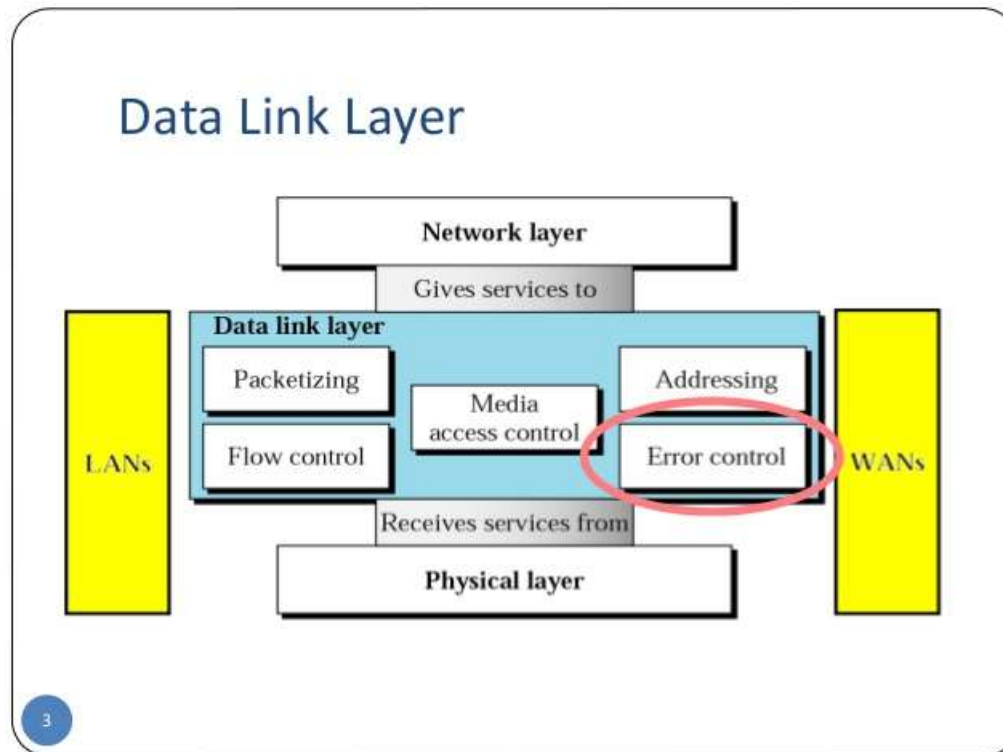 Data Link Layer
Network layer
Gives services to
Data link layer
Packetizing
Addressing
Media
access control
Flow control
Error control
LANs
WANs
Receives services from
Physical layer
3